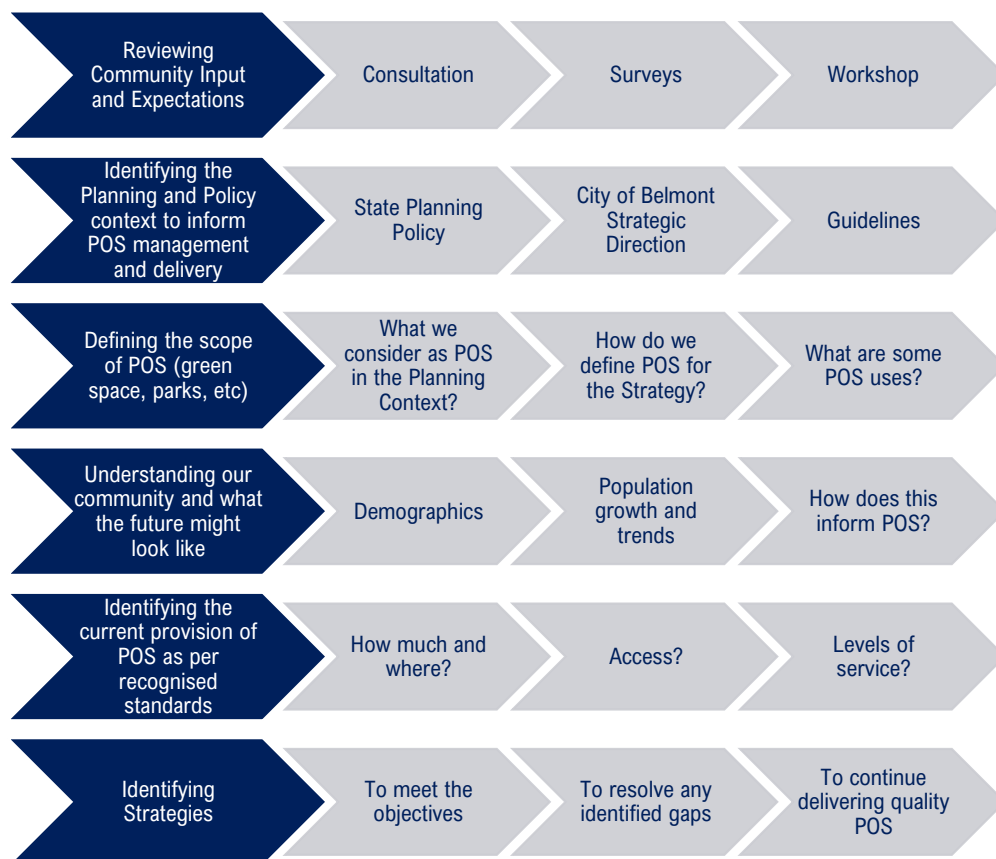 Reviewing
Community Input
and Expectations
Consultation
Surveys
Workshop
Identifying the
Planning and Policy
context to inform
POS management
and delivery
State Planning
Policy
City of Belmont
Strategic
Direction
Guidelines
Defining the scope
of POS (green
space, parks, etc)
What we
consider as POS
in the Planning
Context?
How do we
define POS for
the Strategy?
What are some
POS uses?
Understanding our
community and what
the future might
look like
Demographics
Population
growth and
trends
How does this
inform POS?
Identifying the
current provision of
POS as per
recognised
standards
How much and
where?
Access?
Levels of
service?
Identifying
Strategies
To meet the
objectives
To resolve any
identified gaps
To continue
delivering quality
POS